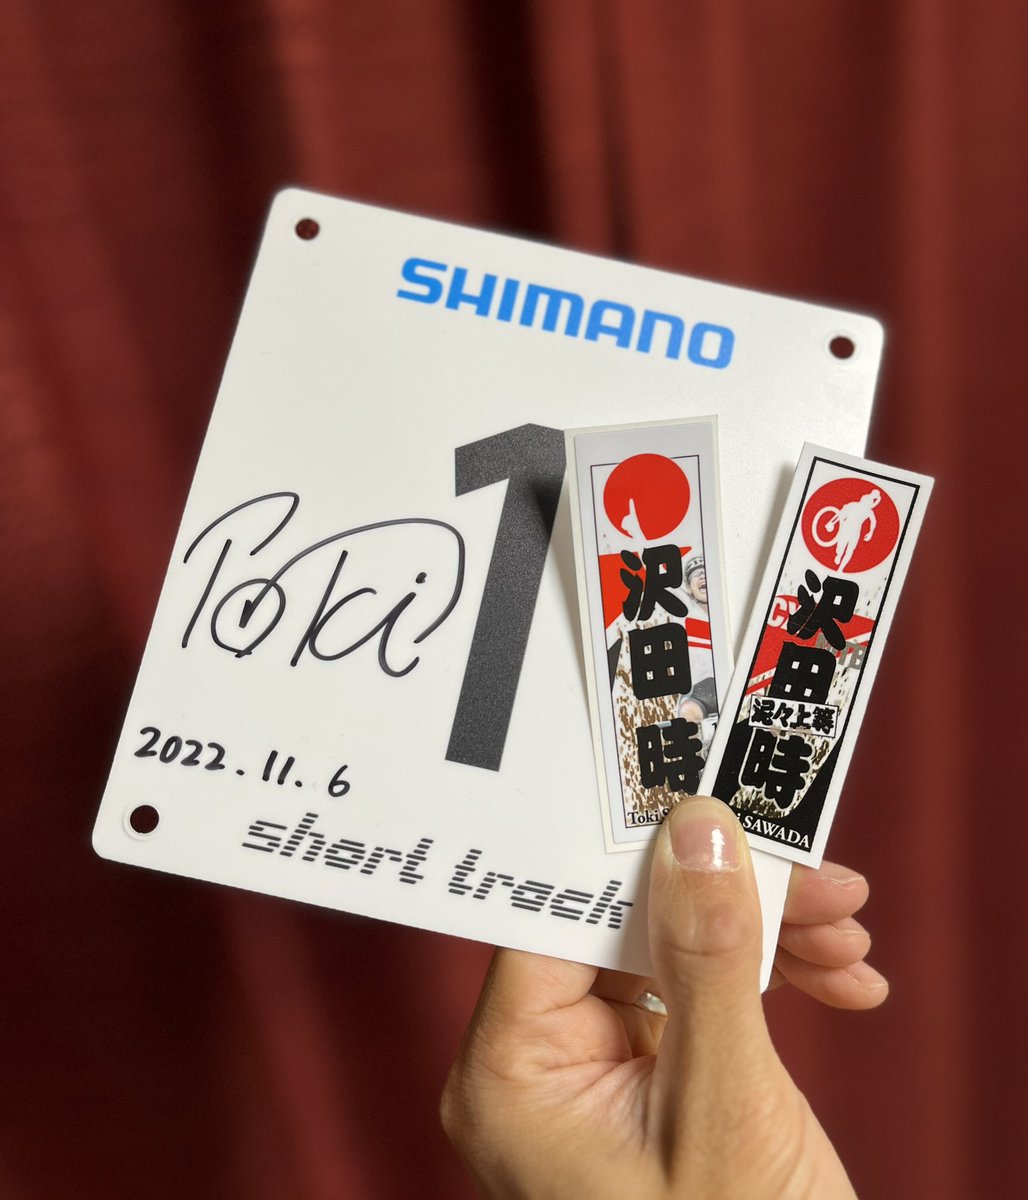 SHIMANO
1
Toki
2022.11.6
short track
沢田
時
Toki
沢田
泥々上等
時
SAWADA